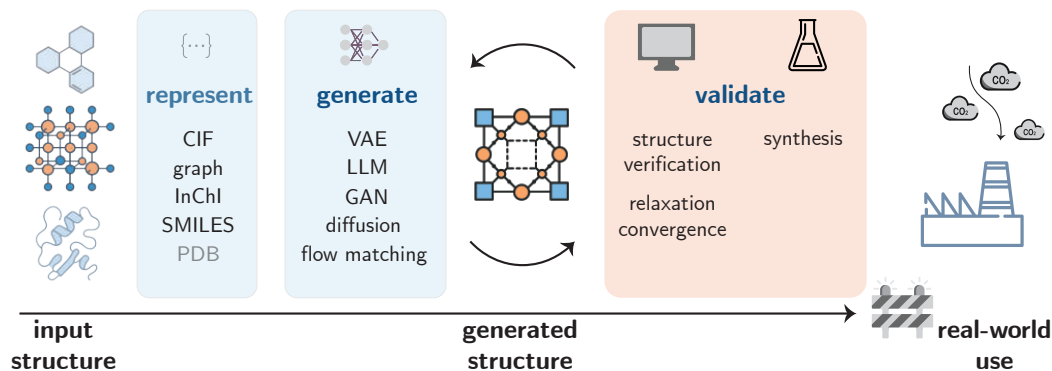 {...}
represent
CIF
graph
InChI
SMILES
PDB
generate
VAE
LLM
GAN
diffusion
flow matching
validate
structure
verification
relaxation
convergence
synthesis
CO₂
CO₂
CO₂
input
structure
generated
structure
real-world
use